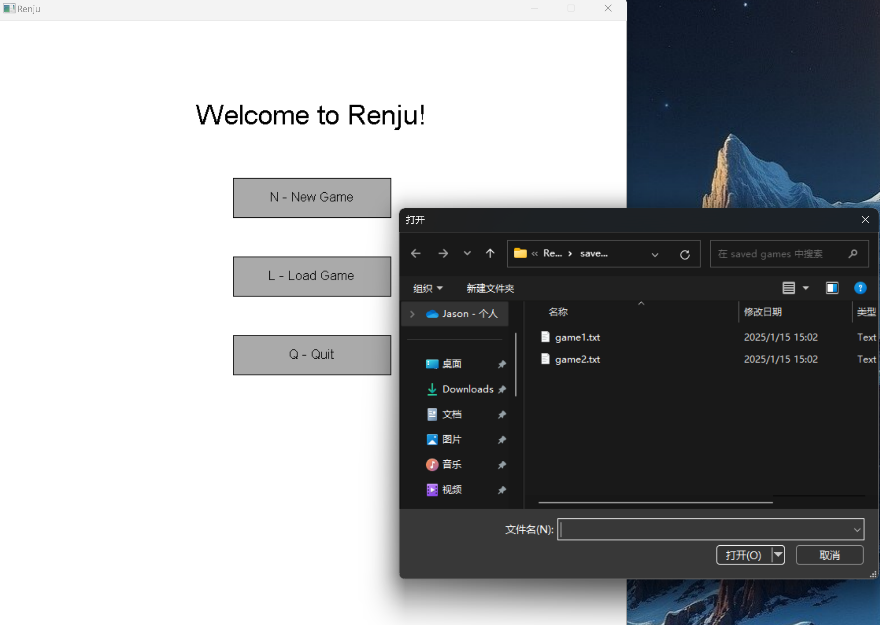 Renju
Welcome to Renju!
N - New Game
L - Load Game
Q - Quit
打开
« Re... › save...
在 saved games 中搜索
组织
新建文件夹
Jason - 个人
名称
修改日期
类型
game1.txt
2025/1/15 15:02
Text
game2.txt
2025/1/15 15:02
Text
桌面
Downloads
文档
图片
音乐
视频
文件名(N):
打开(O)
取消